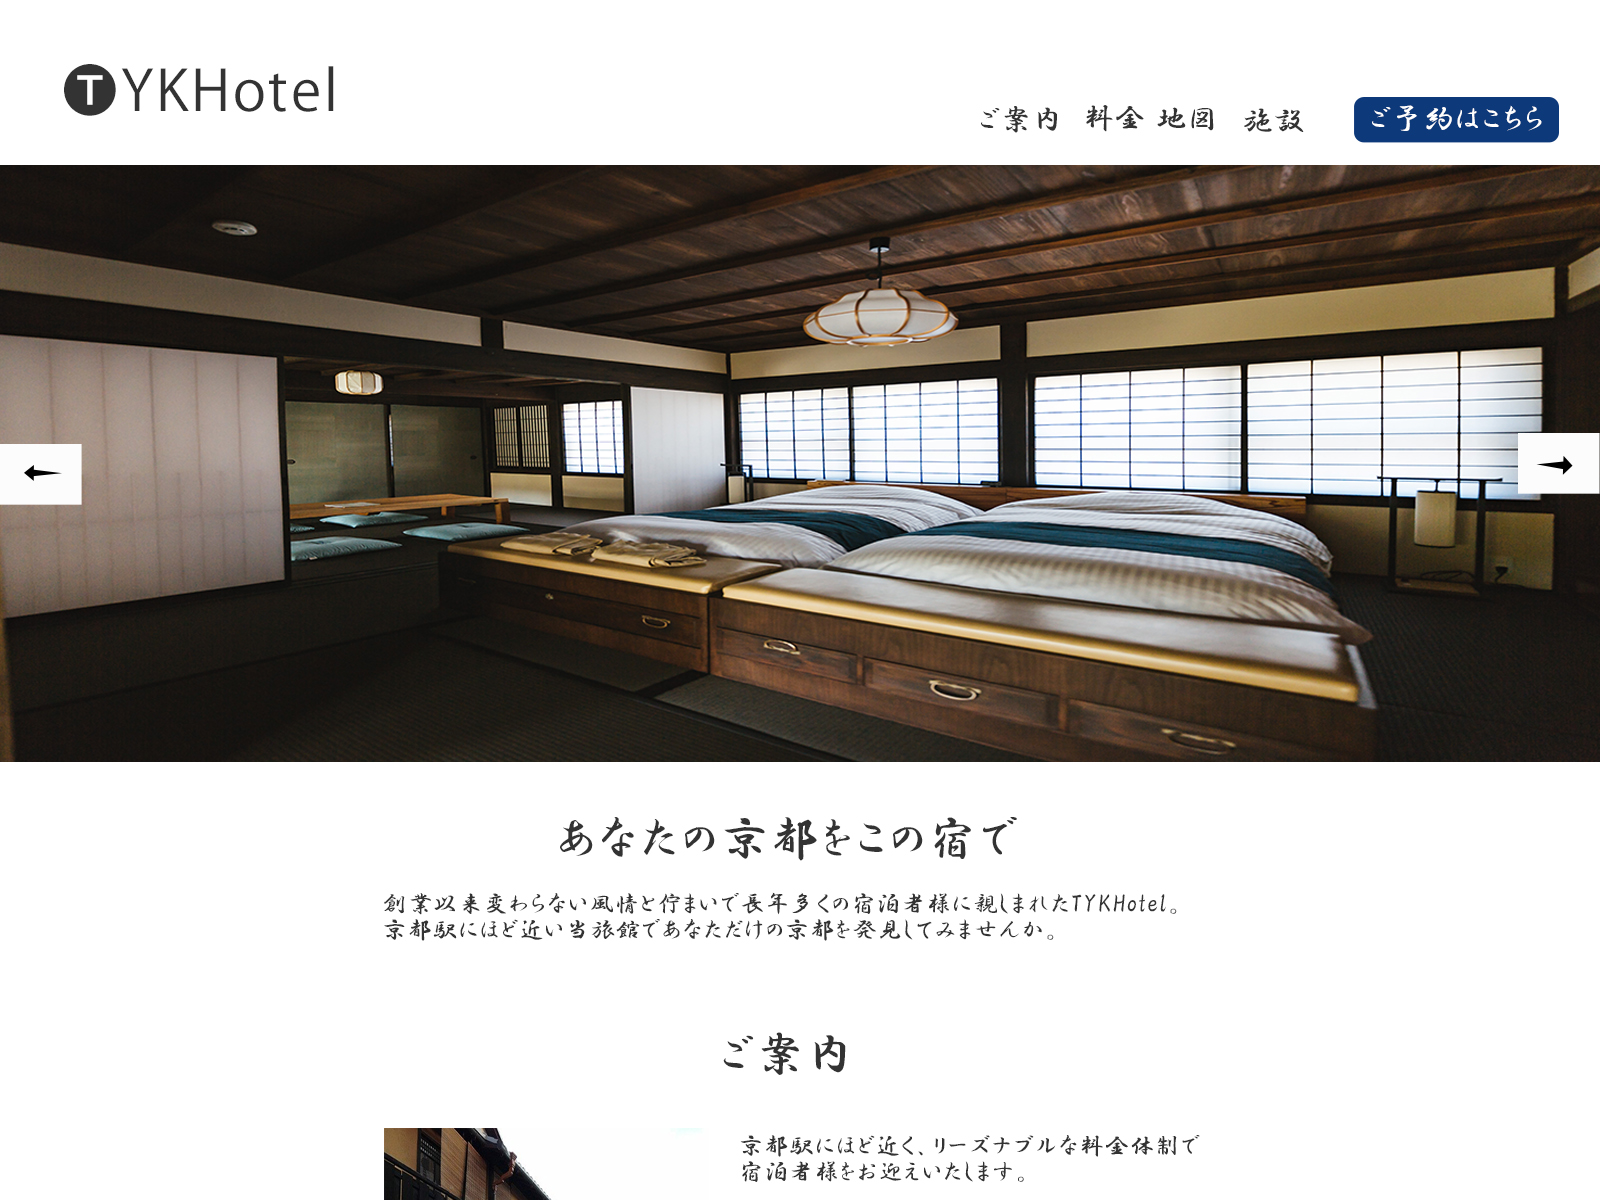 TYKHotel
ご案内 料金 地図 施設 ご予約はこちら
あなたの京都をこの宿で
創業以来変わらない風情と佇まいで長年多くの宿泊者様に親しまれたTYKHotel。
京都駅にほど近い当旅館であなただけの京都を発見してみませんか。
ご案内
京都駅にほど近く、リーズナブルな料金体制で
宿泊者様をお迎えいたします。